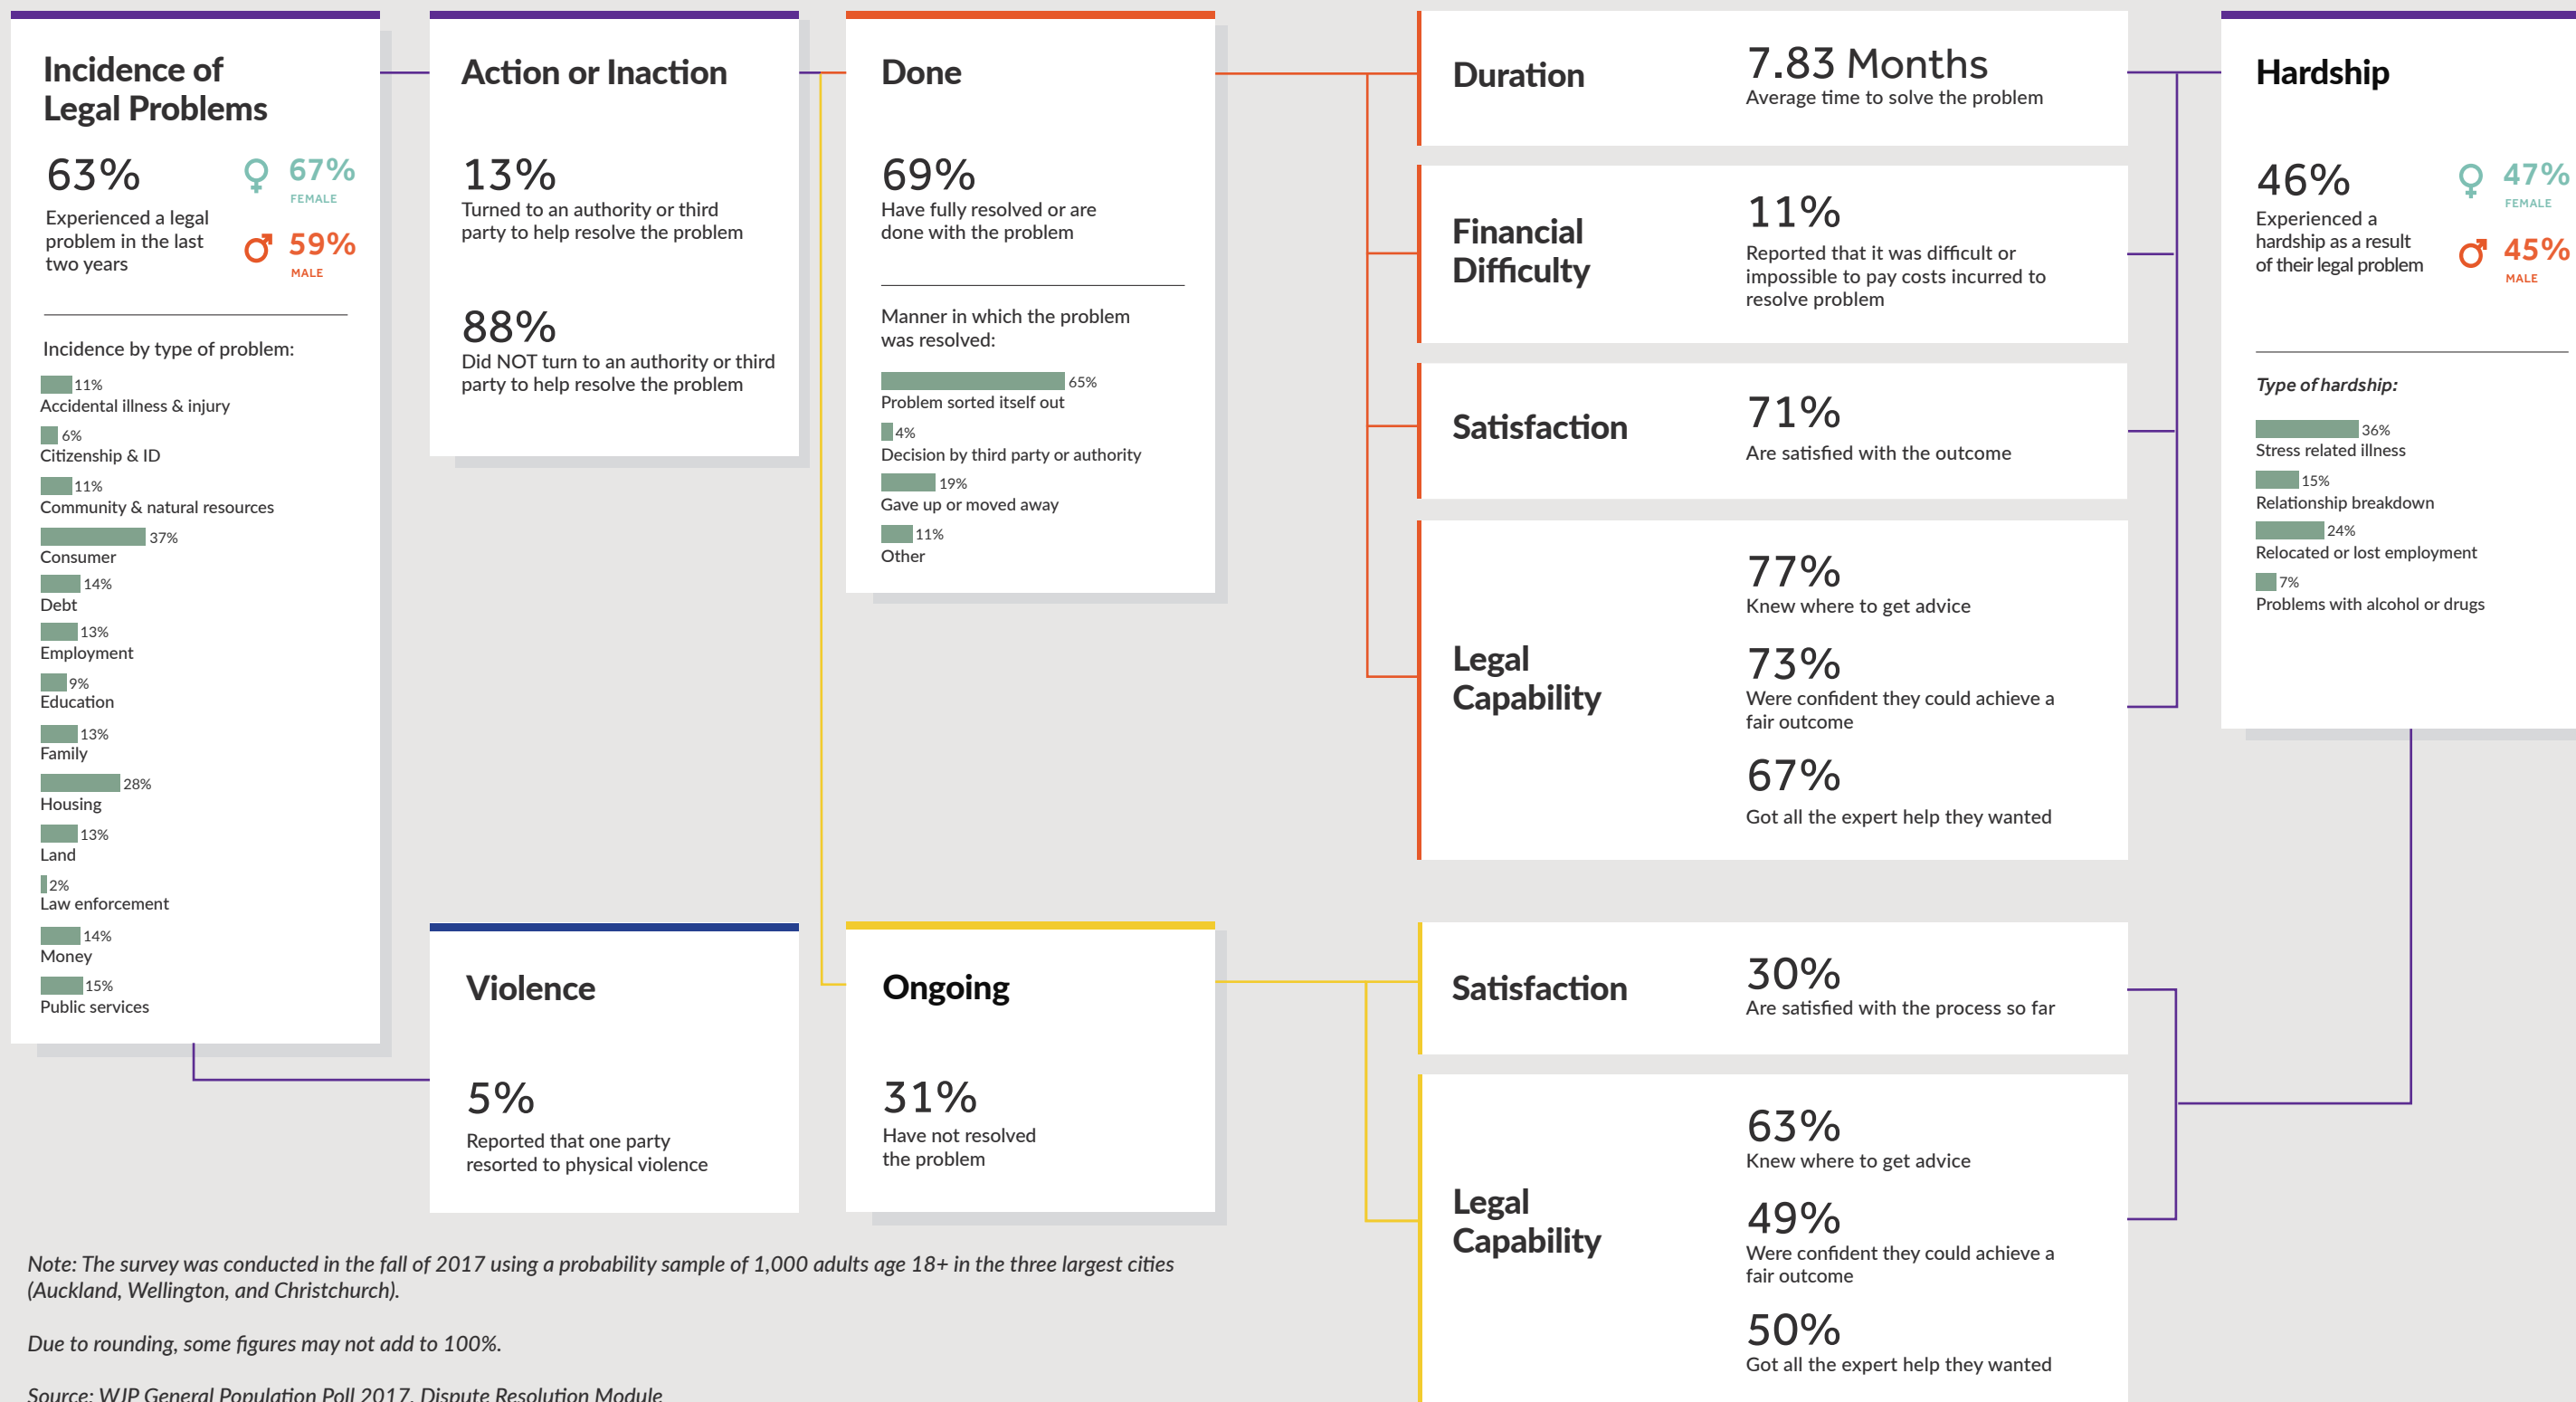 Incidence of
Legal Problems
63%
Experienced a legal
problem in the last
two years
67%
FEMALE
59%
MALE
Incidence by type of problem:
11%
Accidental illness & injury
6%
Citizenship & ID
11%
Community & natural resources
37%
Consumer
14%
Debt
13%
Employment
9%
Education
13%
Family
28%
Housing
13%
Land
2%
Law enforcement
14%
Money
15%
Public services
Action or Inaction
13%
Turned to an authority or third
party to help resolve the problem
88%
Did NOT turn to an authority or third
party to help resolve the problem
Violence
5%
Reported that one party
resorted to physical violence
Done
69%
Have fully resolved or are
done with the problem
Manner in which the problem
was resolved:
65%
Problem sorted itself out
4%
Decision by third party or authority
19%
Gave up or moved away
11%
Other
Ongoing
31%
Have not resolved
the problem
Duration
7.83 Months
Average time to solve the problem
Financial
Difficulty
11%
Reported that it was difficult or
impossible to pay costs incurred to
resolve problem
Satisfaction
71%
Are satisfied with the outcome
Legal
Capability
77%
Knew where to get advice
73%
Were confident they could achieve a
fair outcome
67%
Got all the expert help they wanted
Satisfaction
30%
Are satisfied with the process so far
Legal
Capability
63%
Knew where to get advice
49%
Were confident they could achieve a
fair outcome
50%
Got all the expert help they wanted
Hardship
46%
Experienced a
hardship as a result
of their legal problem
47%
FEMALE
45%
MALE
Type of hardship:
36%
Stress related illness
15%
Relationship breakdown
24%
Relocated or lost employment
7%
Problems with alcohol or drugs
Note: The survey was conducted in the fall of 2017 using a probability sample of 1,000 adults age 18+ in the three largest cities
(Auckland, Wellington, and Christchurch).
Due to rounding, some figures may not add to 100%.
Source: WJP General Population Poll 2017, Dispute Resolution Module